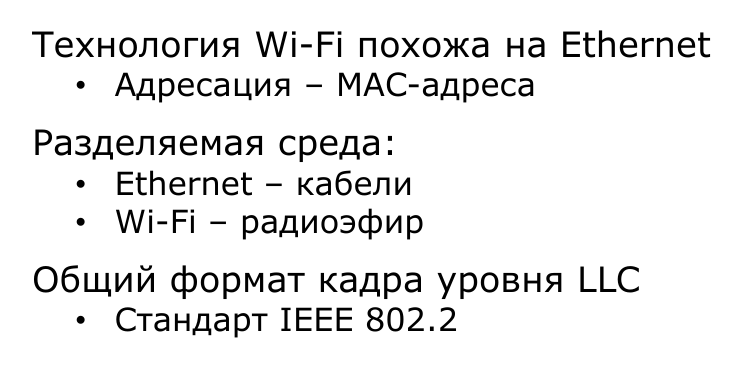 Технология Wi-Fi похожа на Ethernet
• Адресация – MAC-адреса
Разделяемая среда:
• Ethernet – кабели
• Wi-Fi – радиоэфир
Общий формат кадра уровня LLC
• Стандарт IEEE 802.2